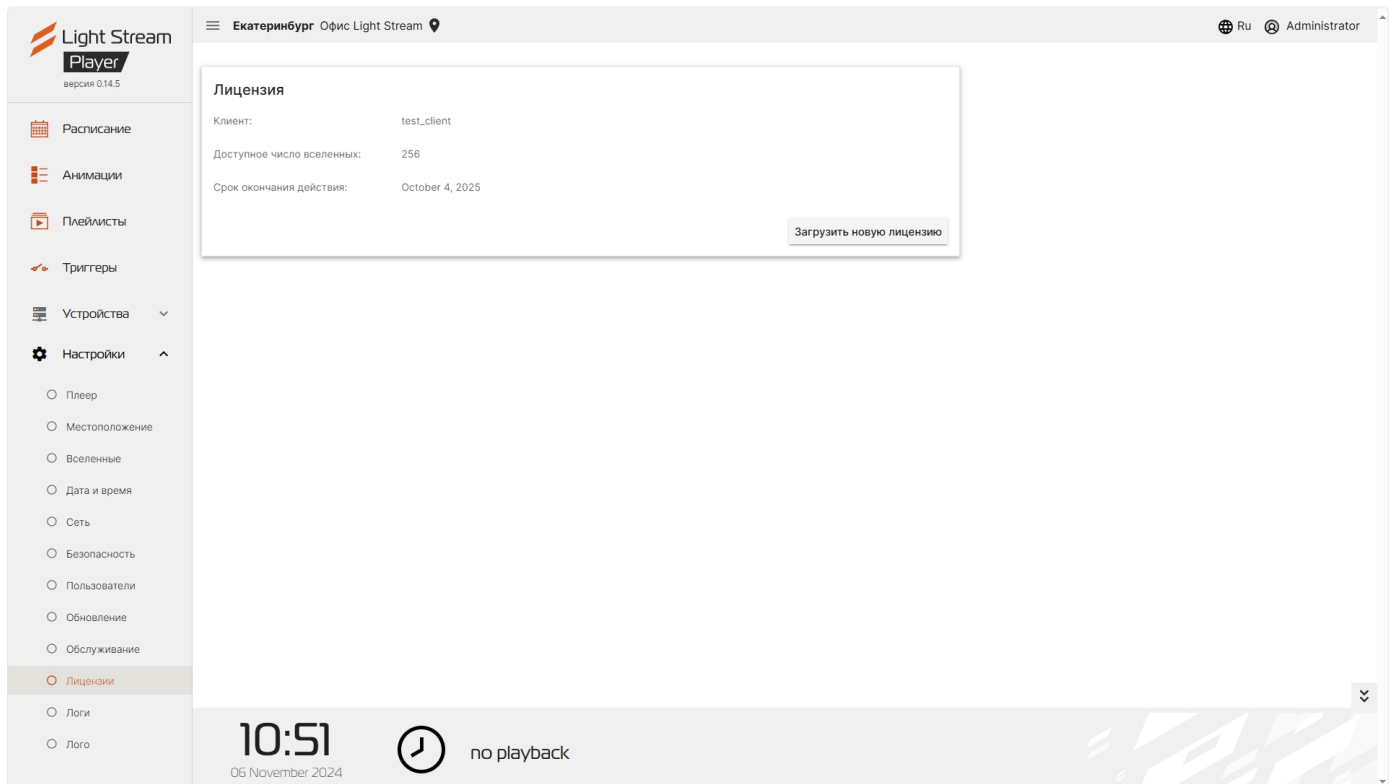 Light Stream
Player
версия 0.14.5
Екатеринбург Офис Light Stream
Ru
Administrator
Расписание
Анимации
Плейлисты
Триггеры
Устройства
Настройки
Плеер
Местоположение
Вселенные
Дата и время
Сеть
Безопасность
Пользователи
Обновление
Обслуживание
Лицензии
Логи
Лого
Лицензия
Клиент: test_client
Доступное число вселенных: 256
Срок окончания действия: October 4, 2025
Загрузить новую лицензию
10:51
06 November 2024
no playback